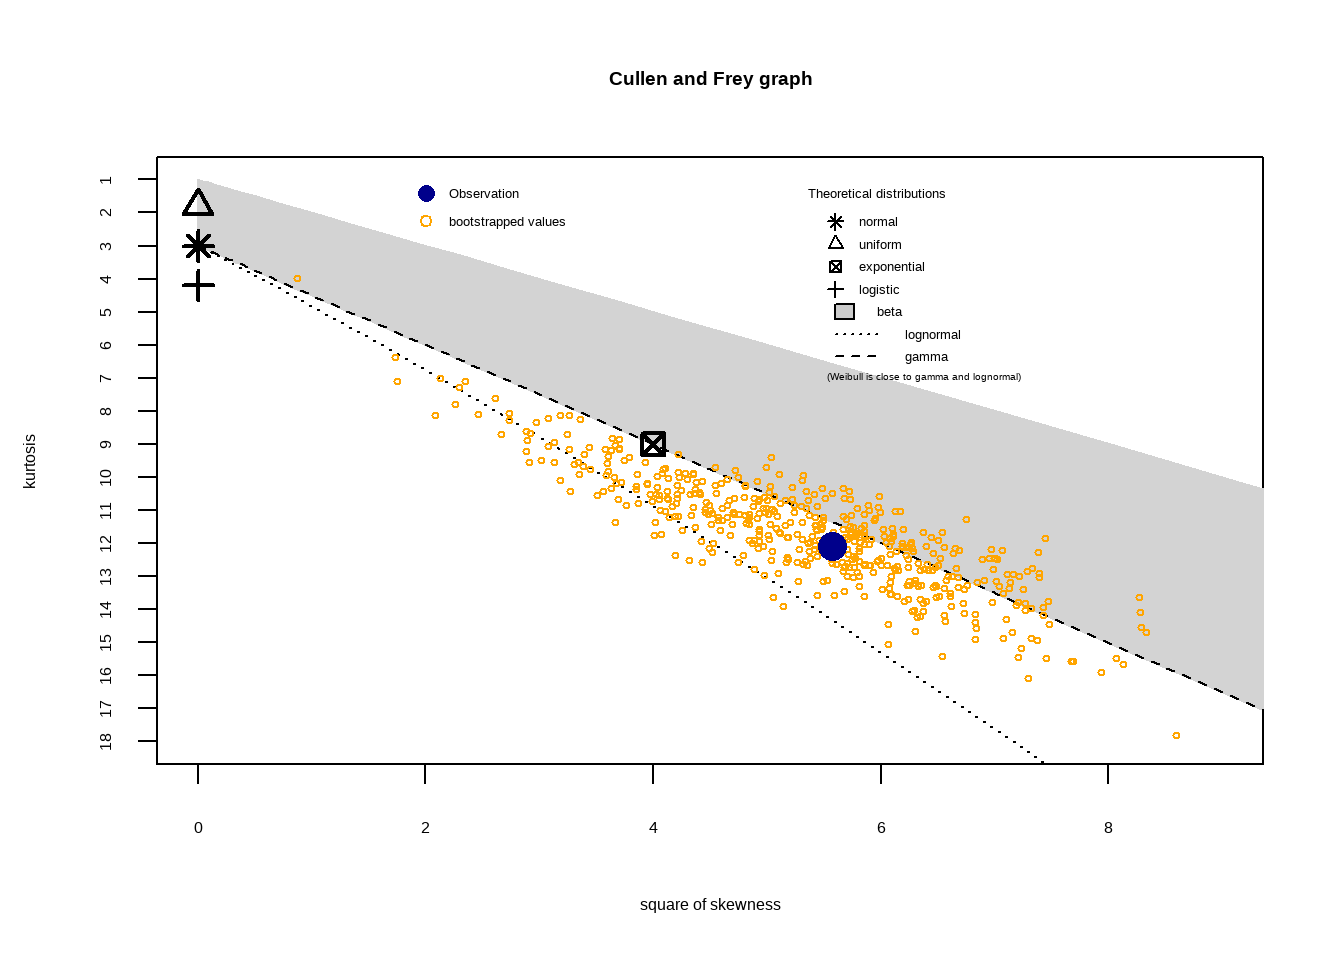 Cullen and Frey graph
Observation
bootstrapped values
Theoretical distributions
normal
uniform
exponential
logistic
beta
lognormal
gamma
(Weibull is close to gamma and lognormal)
kurtosis
1
2
3
4
5
6
7
8
9
10
11
12
13
14
15
16
17
18
0 2 4 6 8
square of skewness